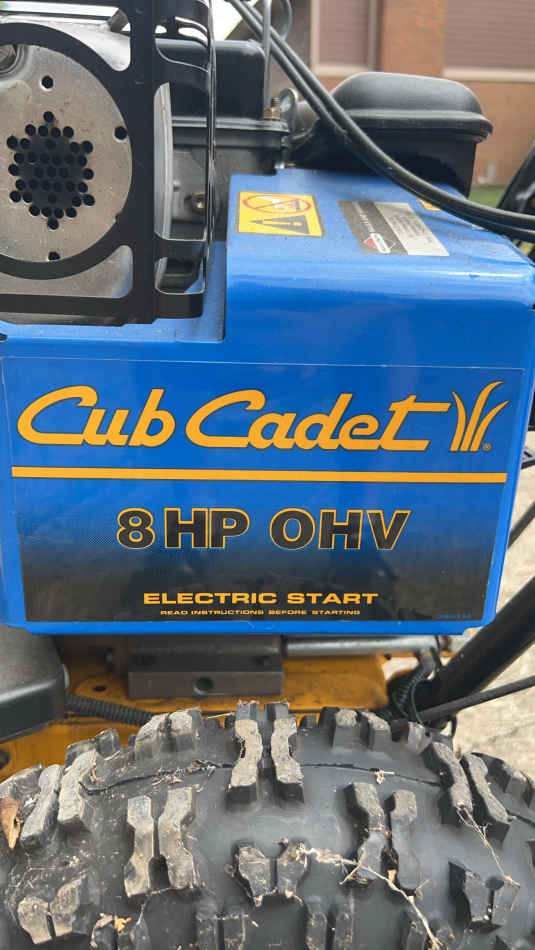 Cub Cadet ®
8 HP OHV
ELECTRIC START
READ INSTRUCTIONS BEFORE STARTING